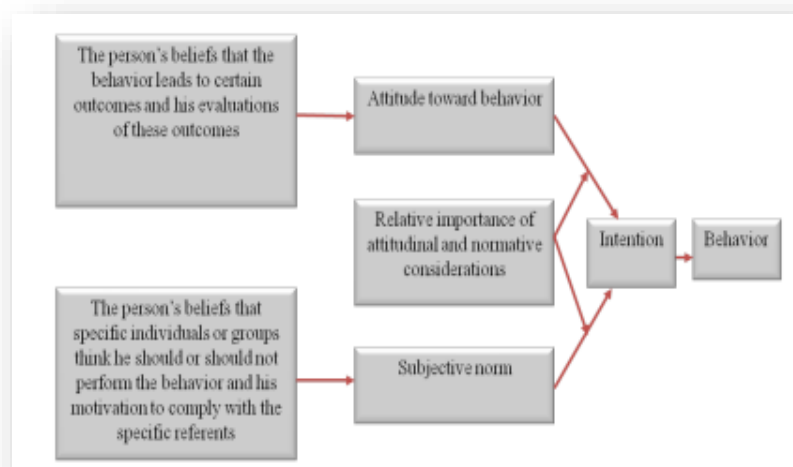 The person's beliefs that the
behavior leads to certain
outcomes and his evaluations
of these outcomes
Attitude toward behavior
Relative importance of
attitudinal and normative
considerations
Intention
Behavior
The person's beliefs that
specific individuals or groups
think he should or should not
perform the behavior and his
motivation to comply with the
specific referents
Subjective norm